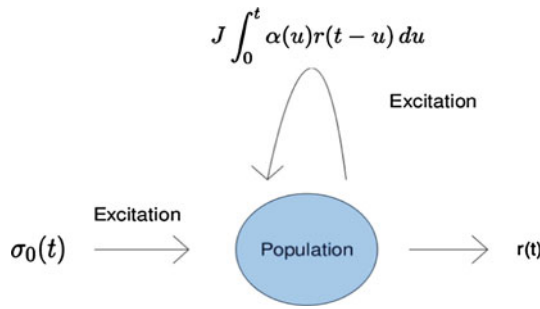 J ∫₀ᵗ α(u)r(t − u) du
Excitation
Excitation
σ₀(t)
Population
r(t)